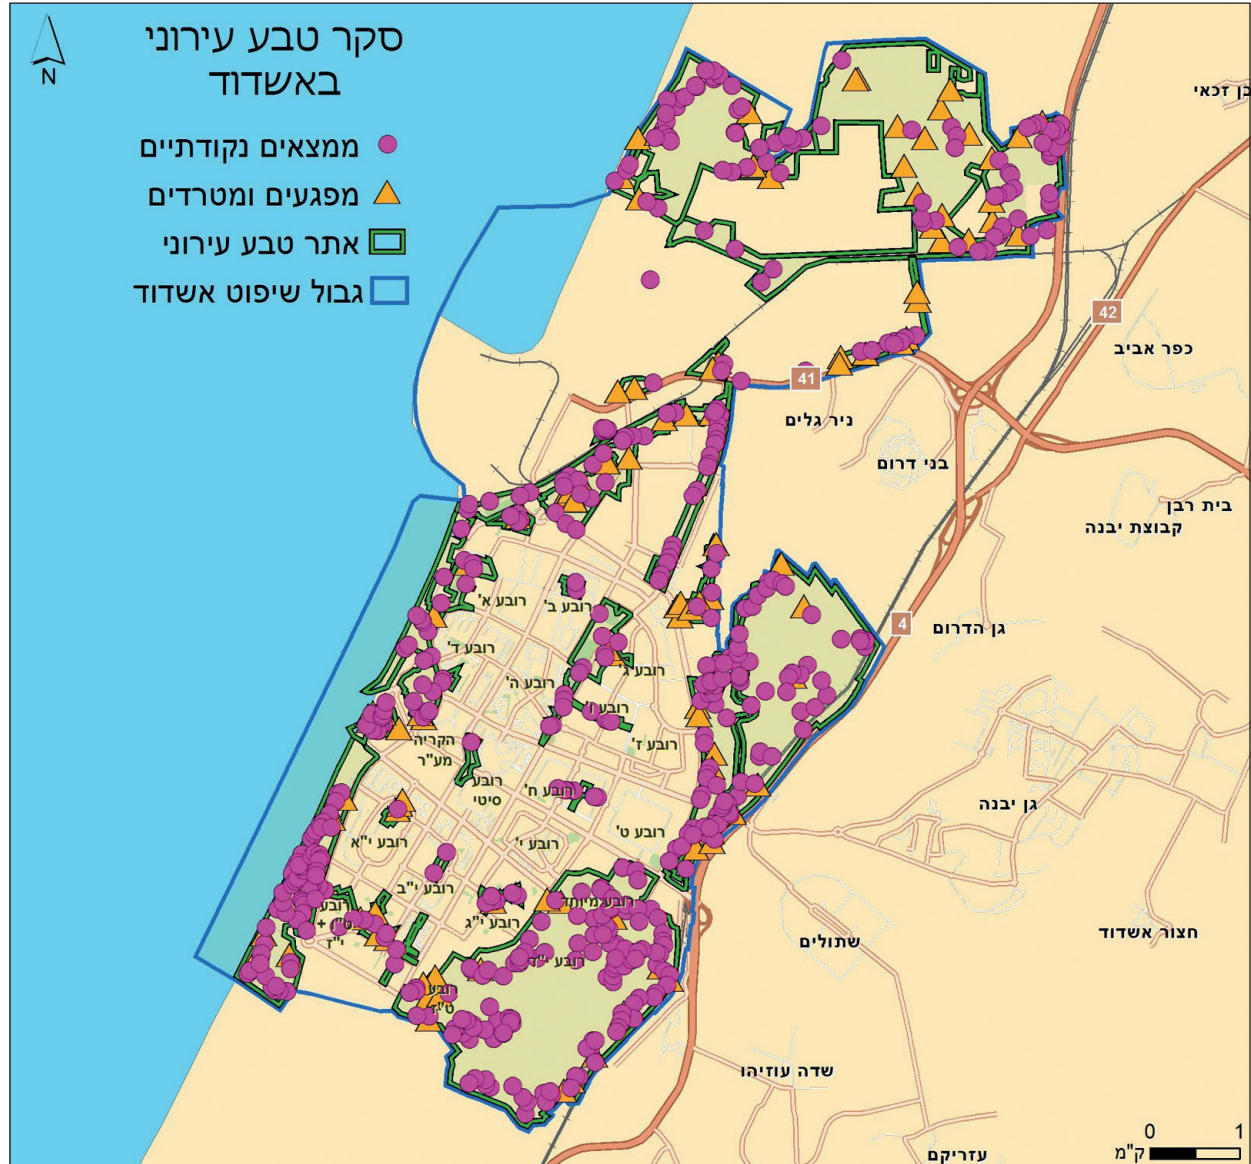 סקר טבע עירוני
באשדוד
ממצאים נקודתיים
מפגעים ומטרדים
אתר טבע עירוני
גבול שיפוט אשדוד
N
בן זכאי
42
כפר אביב
41
ניר גלים
בני דרום
בית רבן
קבוצת יבנה
4
גן הדרום
רובע א'
רובע ב'
רובע ד'
רובע ה'
רובע ג'
רובע ו'
רובע ז'
הקריה
מע"ר
רובע
סיטי
רובע ח'
גן יבנה
רובע ט'
רובע י'
רובע י"א
רובע י"ב
רובע מיוחד
רובע י"ג
רובע
ט"ו +
י"ז
שתולים
חצור אשדוד
רובע י"ד
רובע
ט"ז
שדה עוזיהו
עזריקם
0 1
ק"מ